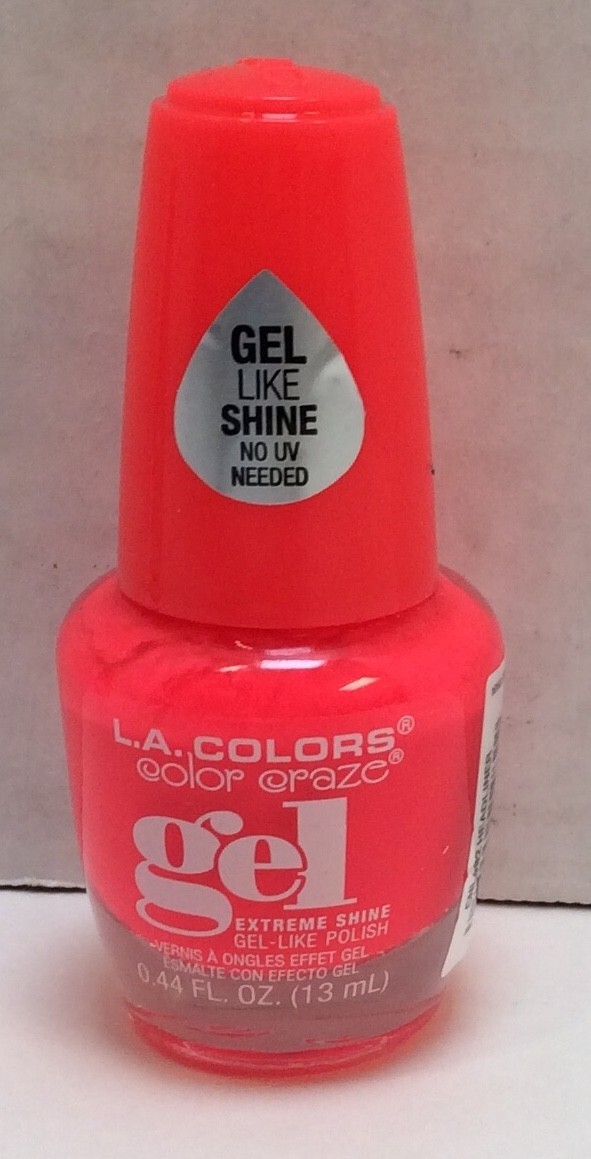 GEL
LIKE
SHINE
NO UV
NEEDED
L.A. COLORS®
color craze®
gel
EXTREME SHINE
GEL-LIKE POLISH
VERNIS À ONGLES EFFET GEL
ESMALTE CON EFECTO GEL
0.44 FL. OZ. (13 mL)
HEADLINER